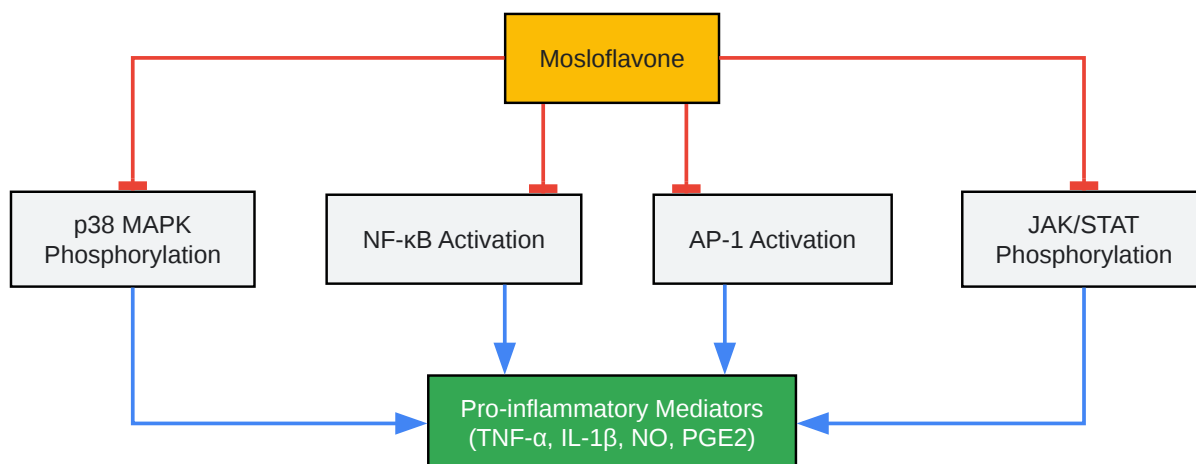 Mosloflavone
p38 MAPK
Phosphorylation
NF-κB Activation
AP-1 Activation
JAK/STAT
Phosphorylation
Pro-inflammatory Mediators
(TNF-α, IL-1β, NO, PGE2)